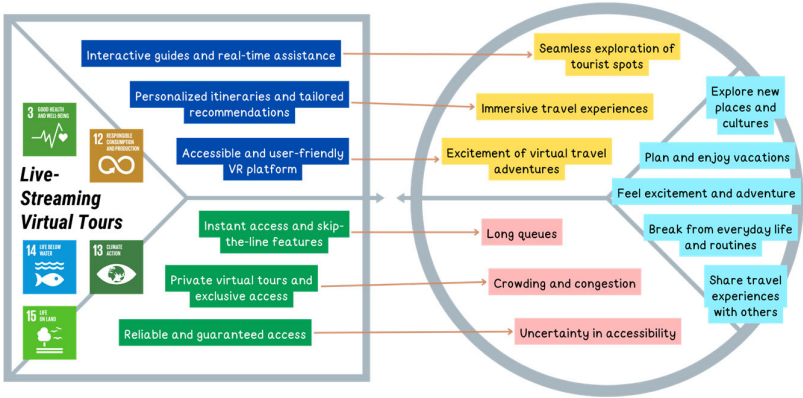 Interactive guides and real-time assistance
Personalized itineraries and tailored
recommendations
Accessible and user-friendly
VR platform
3 GOOD HEALTH
AND WELL-BEING
12 RESPONSIBLE
CONSUMPTION
AND PRODUCTION
Live-
Streaming
Virtual Tours
14 LIFE BELOW
WATER
13 CLIMATE
ACTION
15 LIFE
ON LAND
Instant access and skip-
the-line features
Private virtual tours and
exclusive access
Reliable and guaranteed access
Seamless exploration of
tourist spots
Immersive travel experiences
Excitement of virtual travel
adventures
Long queues
Crowding and congestion
Uncertainty in accessibility
Explore new
places and
cultures
Plan and enjoy vacations
Feel excitement and adventure
Break from everyday life
and routines
Share travel
experiences
with others